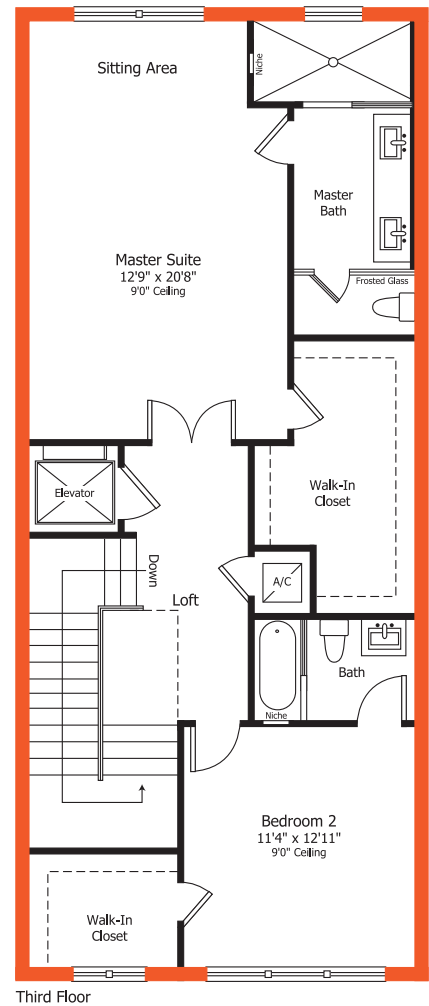 Sitting Area
Niche
Master
Bath
Master Suite
12'9" x 20'8"
9'0" Ceiling
Frosted Glass
Elevator
Walk-In
Closet
Down
A/C
Loft
Bath
Niche
Bedroom 2
11'4" x 12'11"
9'0" Ceiling
Walk-In
Closet
Third Floor